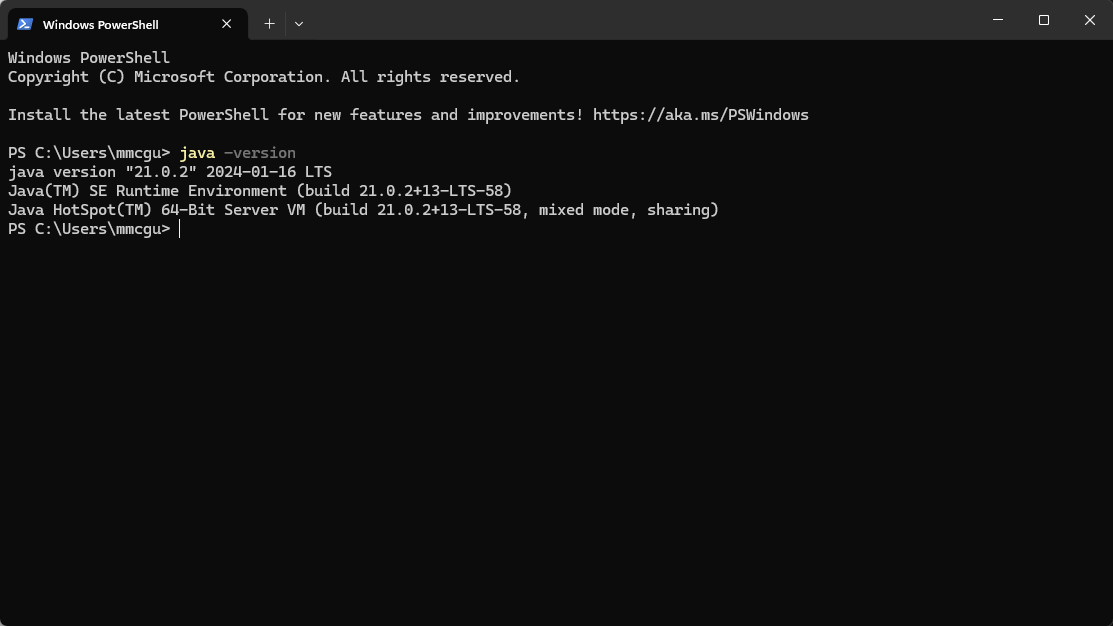 Windows PowerShell
Windows PowerShell
Copyright (C) Microsoft Corporation. All rights reserved.
Install the latest PowerShell for new features and improvements! https://aka.ms/PSWindows
PS C:\Users\mmcgu> java -version
java version "21.0.2" 2024-01-16 LTS
Java(TM) SE Runtime Environment (build 21.0.2+13-LTS-58)
Java HotSpot(TM) 64-Bit Server VM (build 21.0.2+13-LTS-58, mixed mode, sharing)
PS C:\Users\mmcgu>